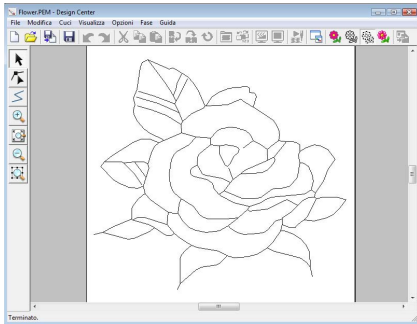 Flower.PEM - Design Center
File Modifica Cuci Visualizza Opzioni Fase Guida
Terminato.